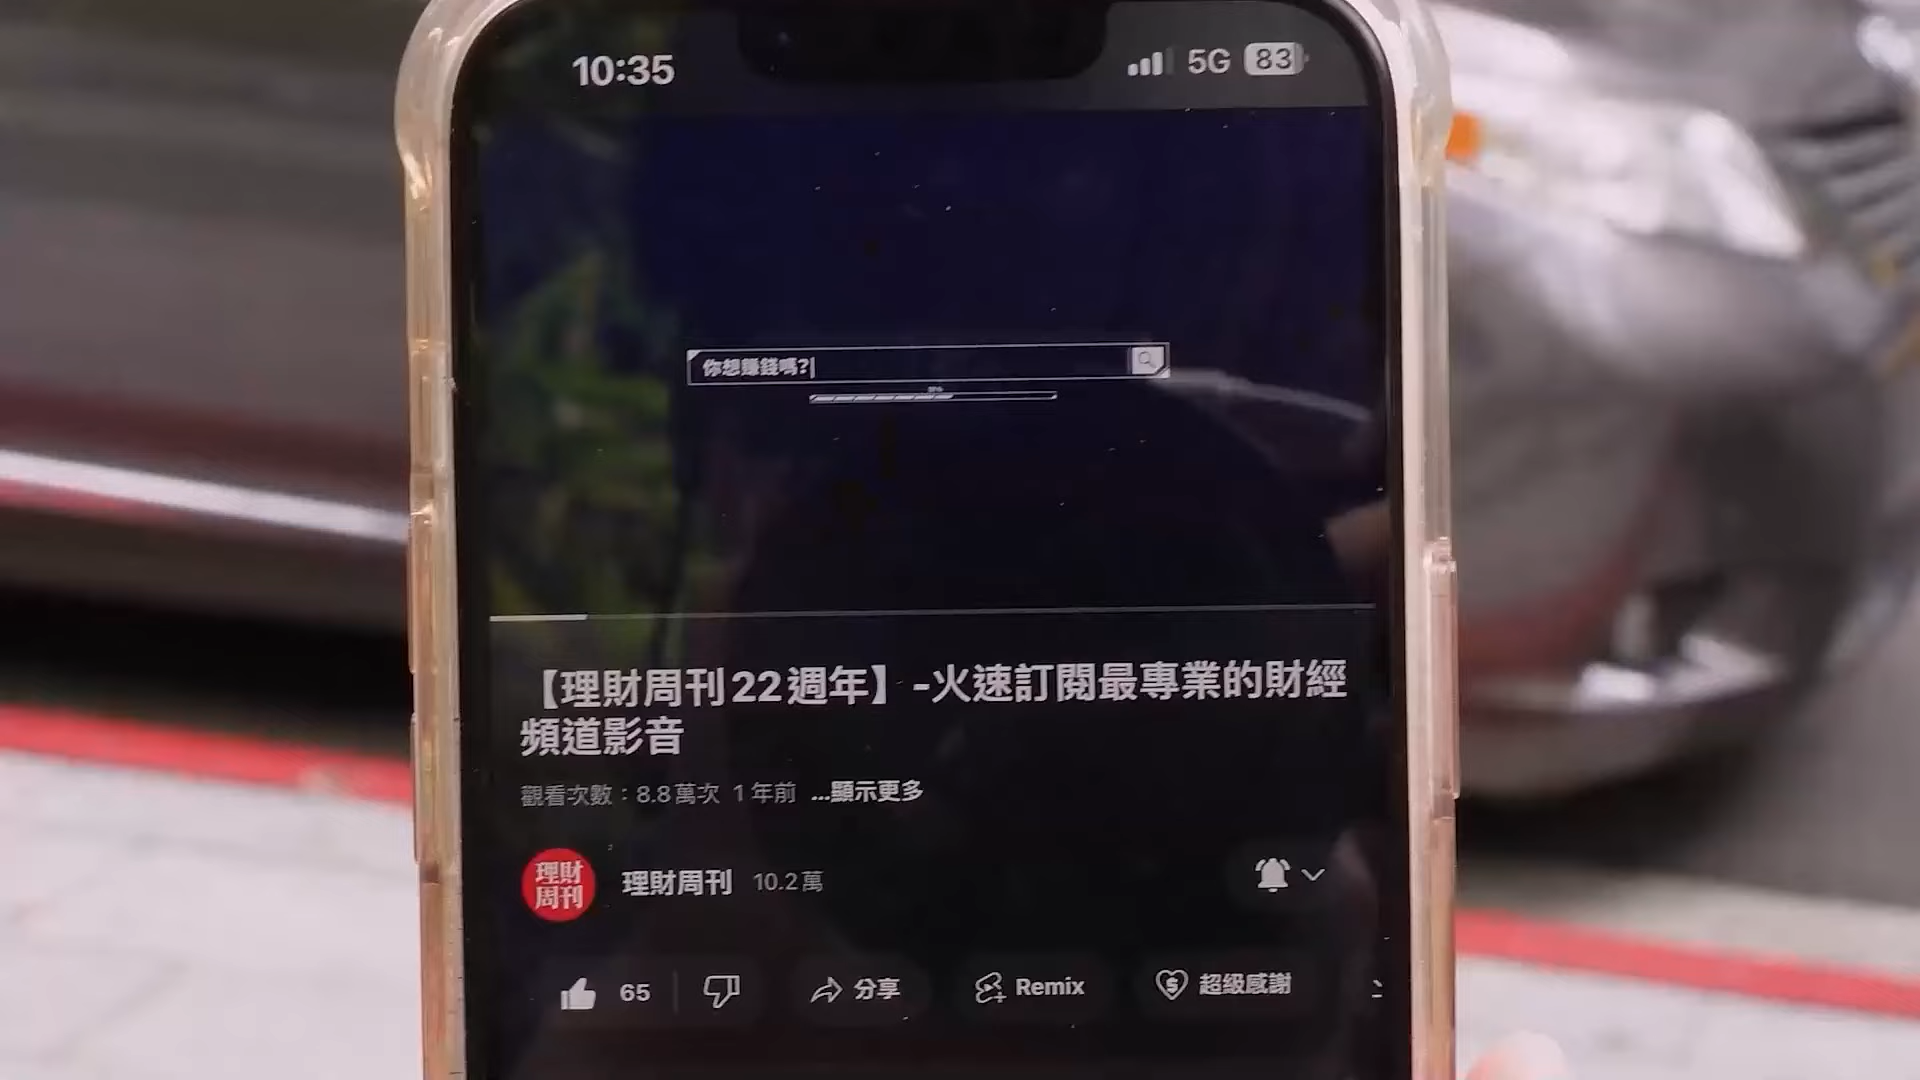 10:35
5G 83
你想賺錢嗎?
【理財周刊22週年】-火速訂閱最專業的財經
頻道影音
觀看次數：8.8萬次 1年前 ...顯示更多
理財
周刊
理財周刊 10.2萬
65 分享 Remix 超級感謝